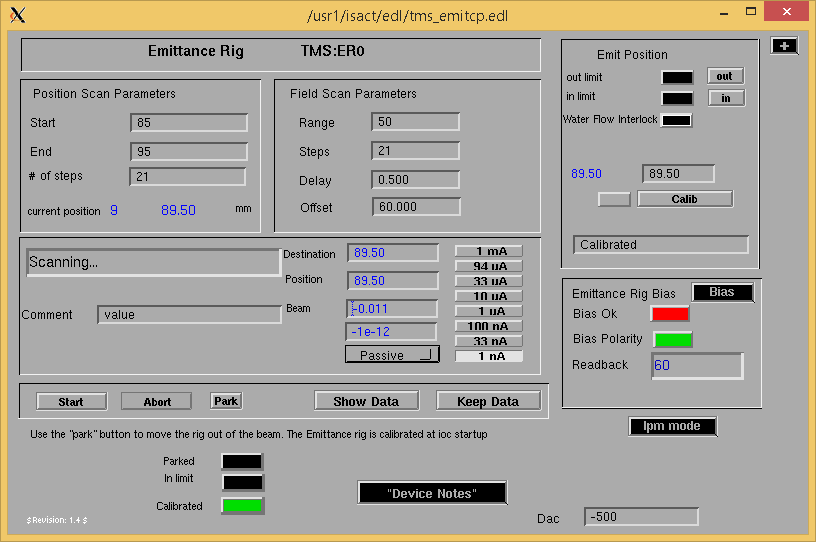 /usr1/isact/edl/tms_emitcp.edl
Emittance Rig TMS:ER0
Position Scan Parameters
Start 85
End 95
# of steps 21
current position 9 89.50 mm
Field Scan Parameters
Range 50
Steps 21
Delay 0.500
Offset 60.000
Emit Position
out limit out
in limit in
Water Flow Interlock
89.50 89.50
Calib
Calibrated
+
Scanning...
Comment value
Destination 89.50
Position 89.50
Beam -0.011
-1e-12
Passive
1 mA
94 uA
33 uA
10 uA
1 uA
100 nA
33 nA
1 nA
Emittance Rig Bias Bias
Bias Ok
Bias Polarity
Readback 60
Start Abort Park Show Data Keep Data
Ipm mode
Use the "park" button to move the rig out of the beam. The Emittance rig is calibrated at ioc startup
Parked
In limit
Calibrated
"Device Notes"
Dac -500
$Revision: 1.4 $